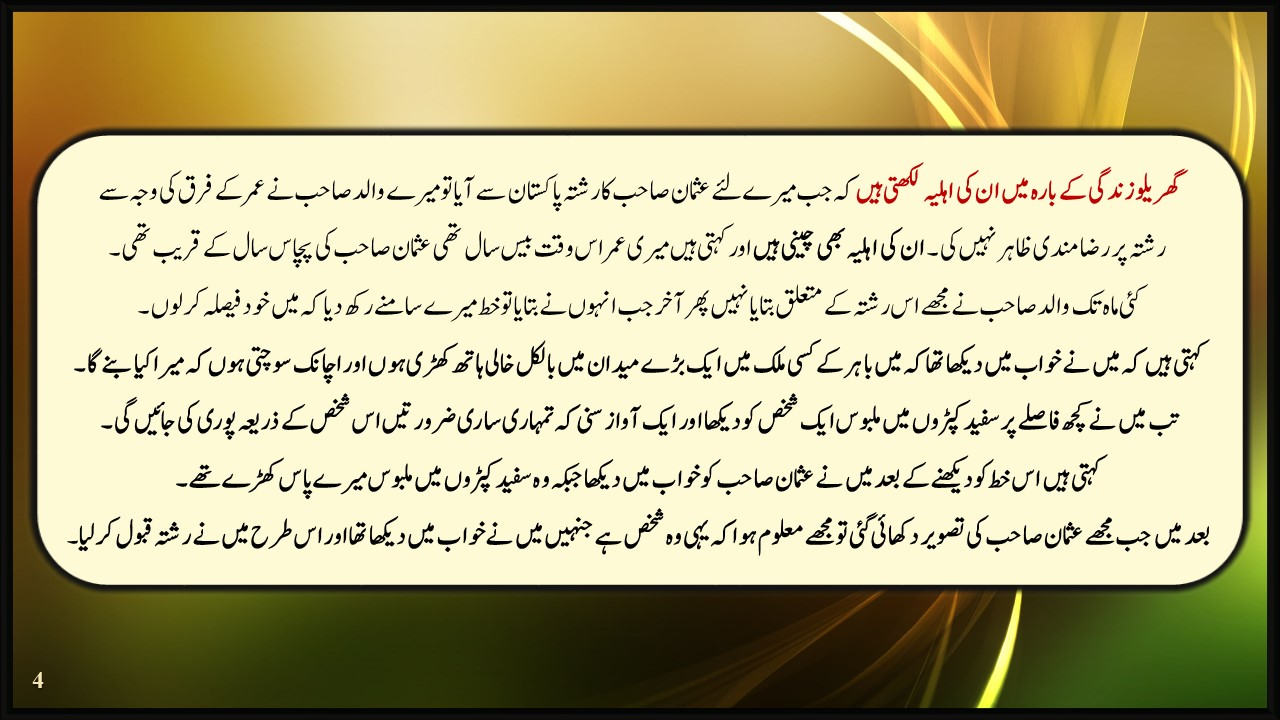 گھریلو زندگی کے بارہ میں ان کی اہلیہ لکھتی ہیں کہ جب میرے لئے عثمان صاحب کا رشتہ پاکستان سے آیا تو میرے والد صاحب نے عمر کے فرق کی وجہ سے
رشتہ پر رضا مندی ظاہر نہیں کی۔ ان کی اہلیہ بھی چینی ہیں اور کہتی ہیں میری عمر اس وقت بیس سال تھی عثمان صاحب کی پچاس سال کے قریب تھی۔
کئی ماہ تک والد صاحب نے مجھے اس رشتہ کے متعلق بتایا نہیں پھر آخر جب انہوں نے بتایا تو خط میرے سامنے رکھ دیا کہ میں خود فیصلہ کر لوں۔
کہتی ہیں کہ میں نے خواب میں دیکھا تھا کہ میں باہر کے کسی ملک میں ایک بڑے میدان میں بالکل خالی ہاتھ کھڑی ہوں اور اچانک سوچتی ہوں کہ میرا کیا بنے گا۔
تب میں نے کچھ فاصلے پر سفید کپڑوں میں ملبوس ایک شخص کو دیکھا اور ایک آواز سنی کہ تمہاری ساری ضرورتیں اس شخص کے ذریعہ پوری کی جائیں گی۔
کہتی ہیں اس خط کو دیکھنے کے بعد میں نے عثمان صاحب کو خواب میں دیکھا جبکہ وہ سفید کپڑوں میں ملبوس میرے پاس کھڑے تھے۔
بعد میں جب مجھے عثمان صاحب کی تصویر دکھائی گئی تو مجھے معلوم ہوا کہ یہی وہ شخص ہے جنہیں میں نے خواب میں دیکھا تھا اور اس طرح میں نے رشتہ قبول کر لیا۔
4